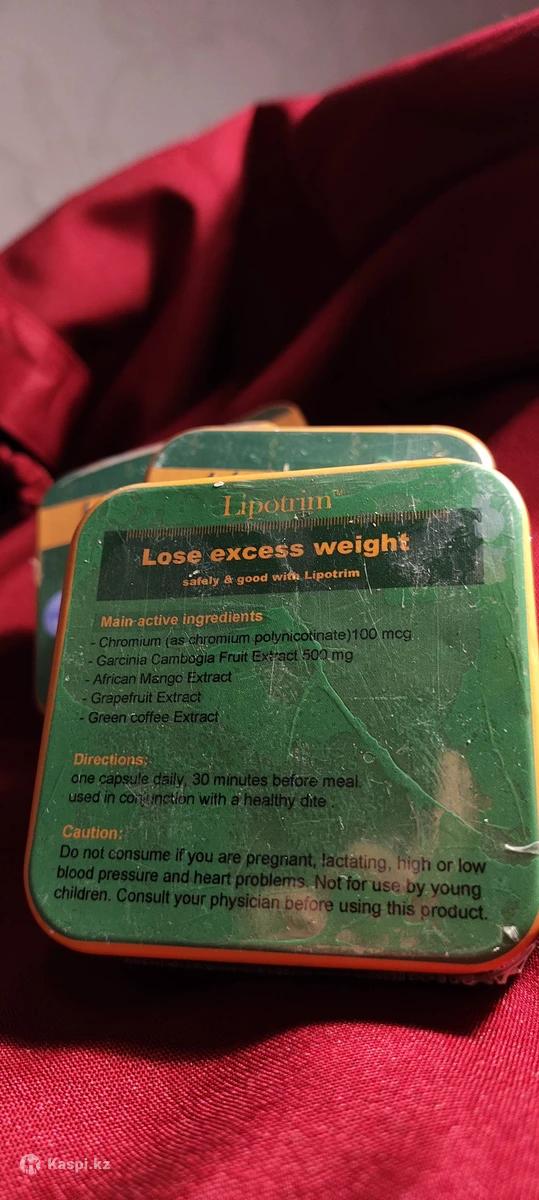 Lipotrim™
Lose excess weight
safely & good with Lipotrim
Main active ingredients
- Chromium (as chromium polynicotinate)100 mcg
- Garcinia Cambogia Fruit Extract 500 mg
- African Mango Extract
- Grapefruit Extract
- Green coffee Extract
Directions:
one capsule daily, 30 minutes before meal.
used in conjunction with a healthy dite .
Caution:
Do not consume if you are pregnant, lactating, high or low
blood pressure and heart problems. Not for use by young
children. Consult your physician before using this product.
Kaspi.kz